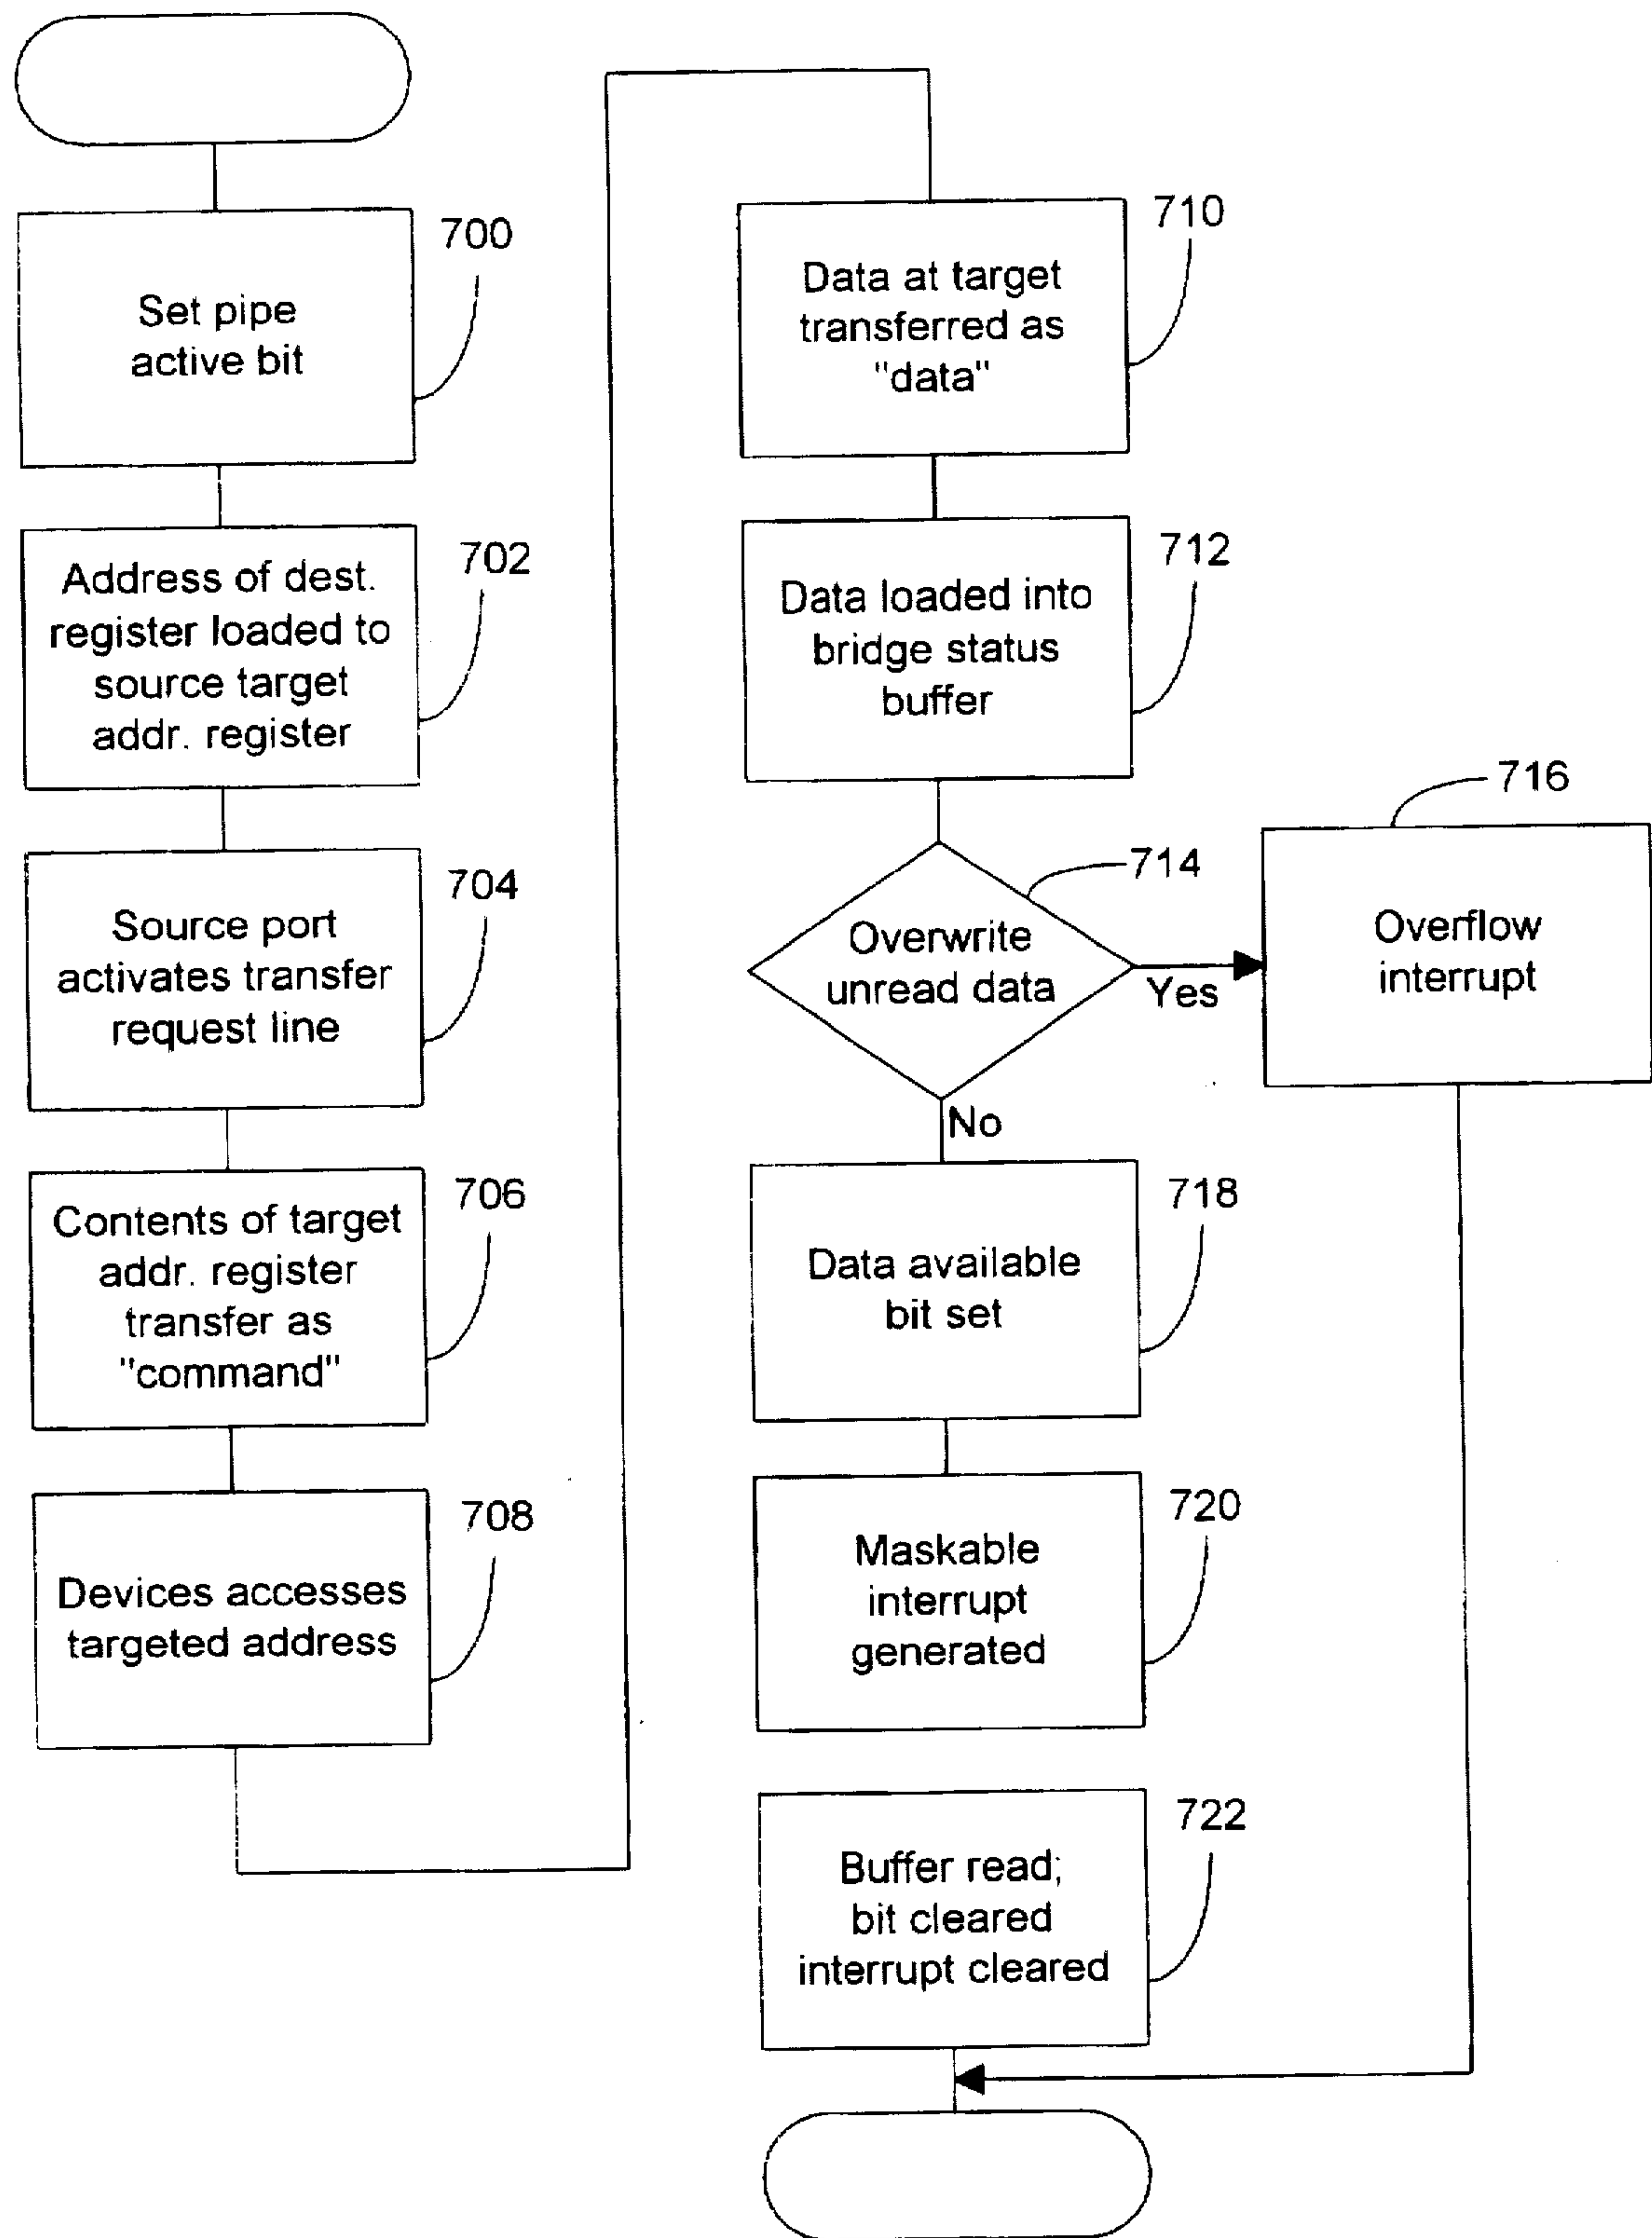 700
Set pipe
active bit
702
Address of dest.
register loaded to
source target
addr. register
704
Source port
activates transfer
request line
706
Contents of target
addr. register
transfer as
"command"
708
Devices accesses
targeted address
710
Data at target
transferred as
"data"
712
Data loaded into
bridge status
buffer
714
Overwrite
unread data
Yes
716
Overflow
interrupt
No
718
Data available
bit set
720
Maskable
interrupt
generated
722
Buffer read;
bit cleared
interrupt cleared